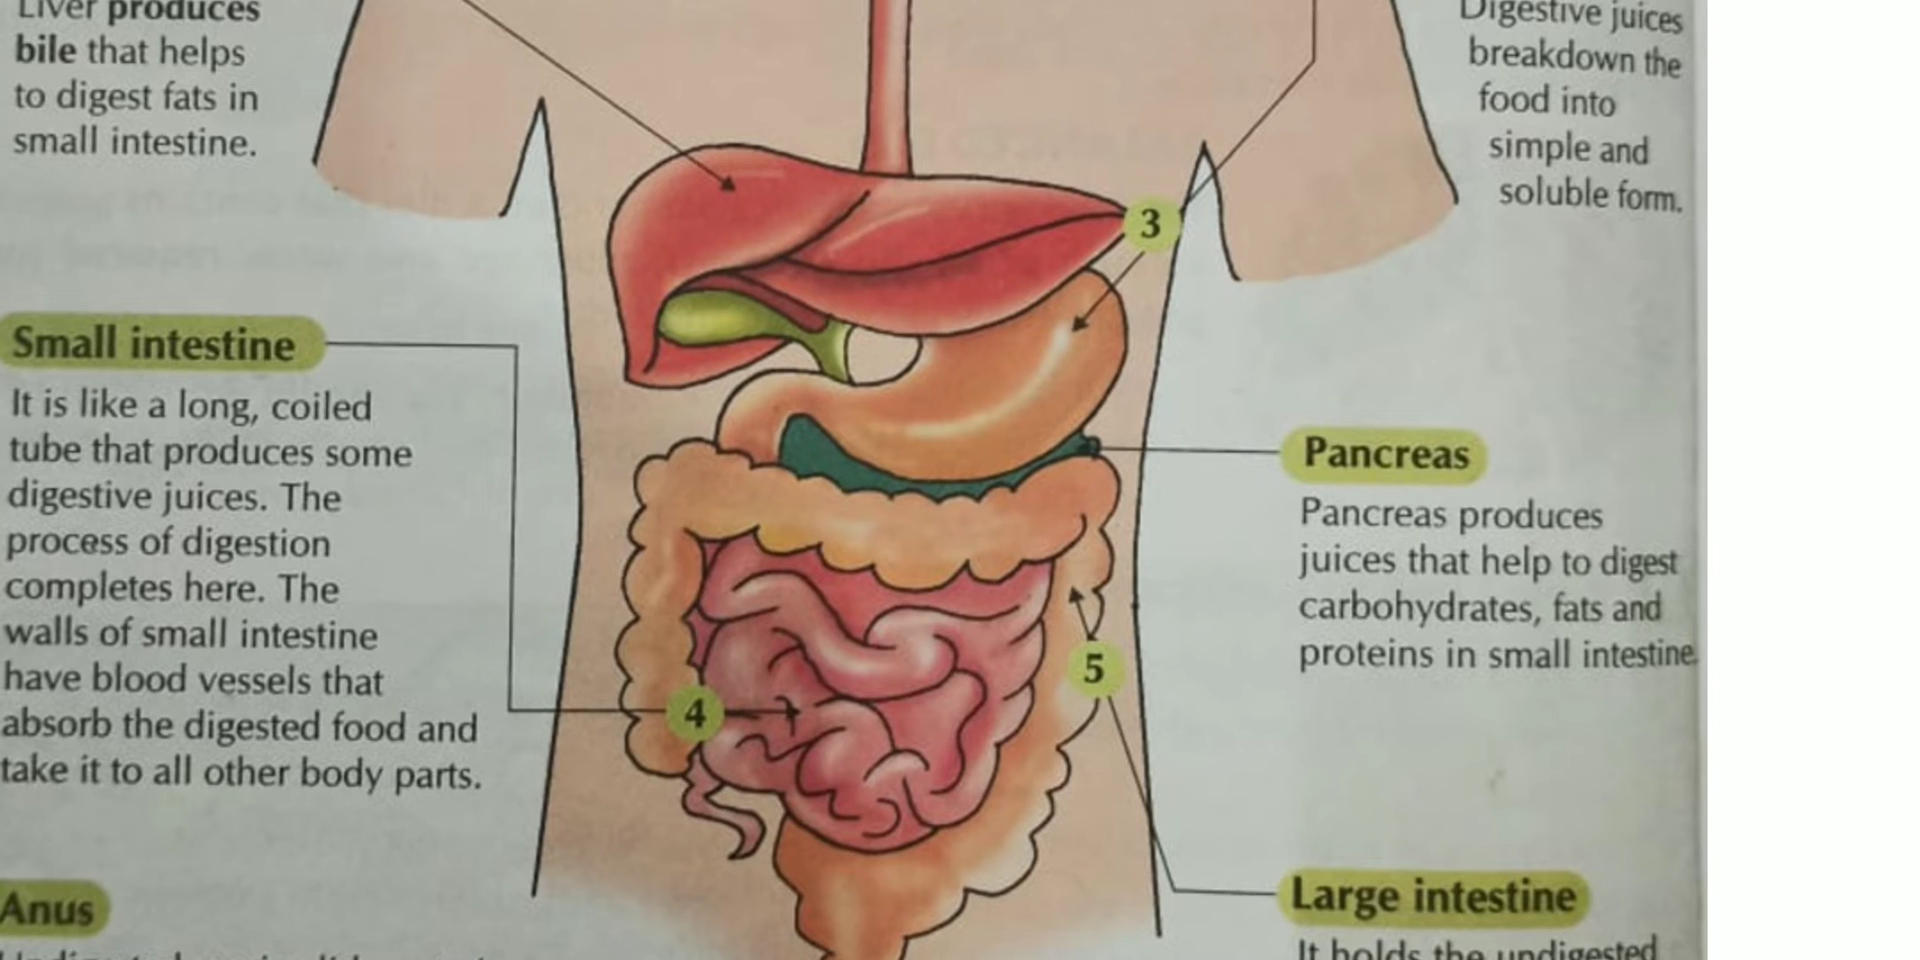 Liver produces
bile that helps
to digest fats in
small intestine.
Digestive juices
breakdown the
food into
simple and
soluble form.
3
Small intestine
It is like a long, coiled
tube that produces some
digestive juices. The
process of digestion
completes here. The
walls of small intestine
have blood vessels that
absorb the digested food and
take it to all other body parts.
Pancreas
Pancreas produces
juices that help to digest
carbohydrates, fats and
proteins in small intestine.
4
5
Anus
Large intestine
It holds the undigested